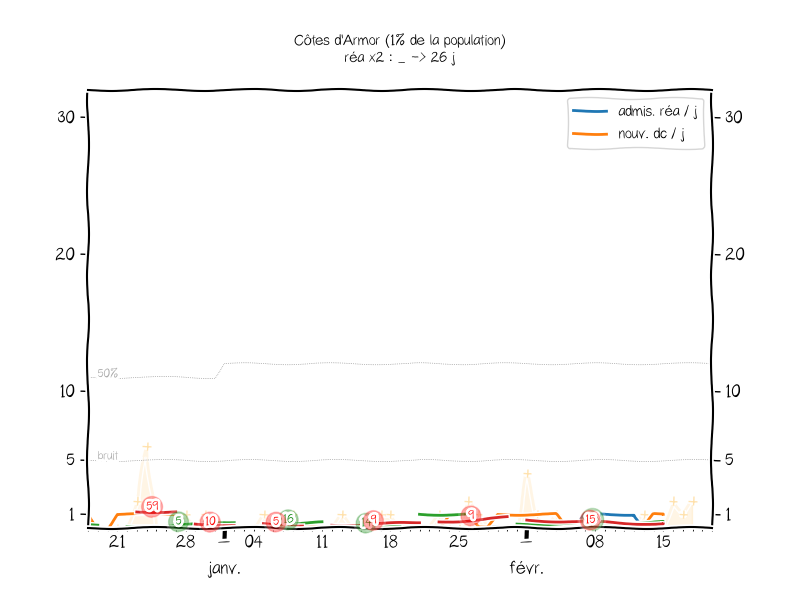 Côtes d'Armor (1% de la population)
réa x2 : _ -> 26 j
admis. réa / j
nouv. dc / j
30 30
20 20
50%
10 10
bruit
5 5
1 1
59 5 10 5 16 9 9 15
21 28 04 11 18 25 08 15
janv. févr.